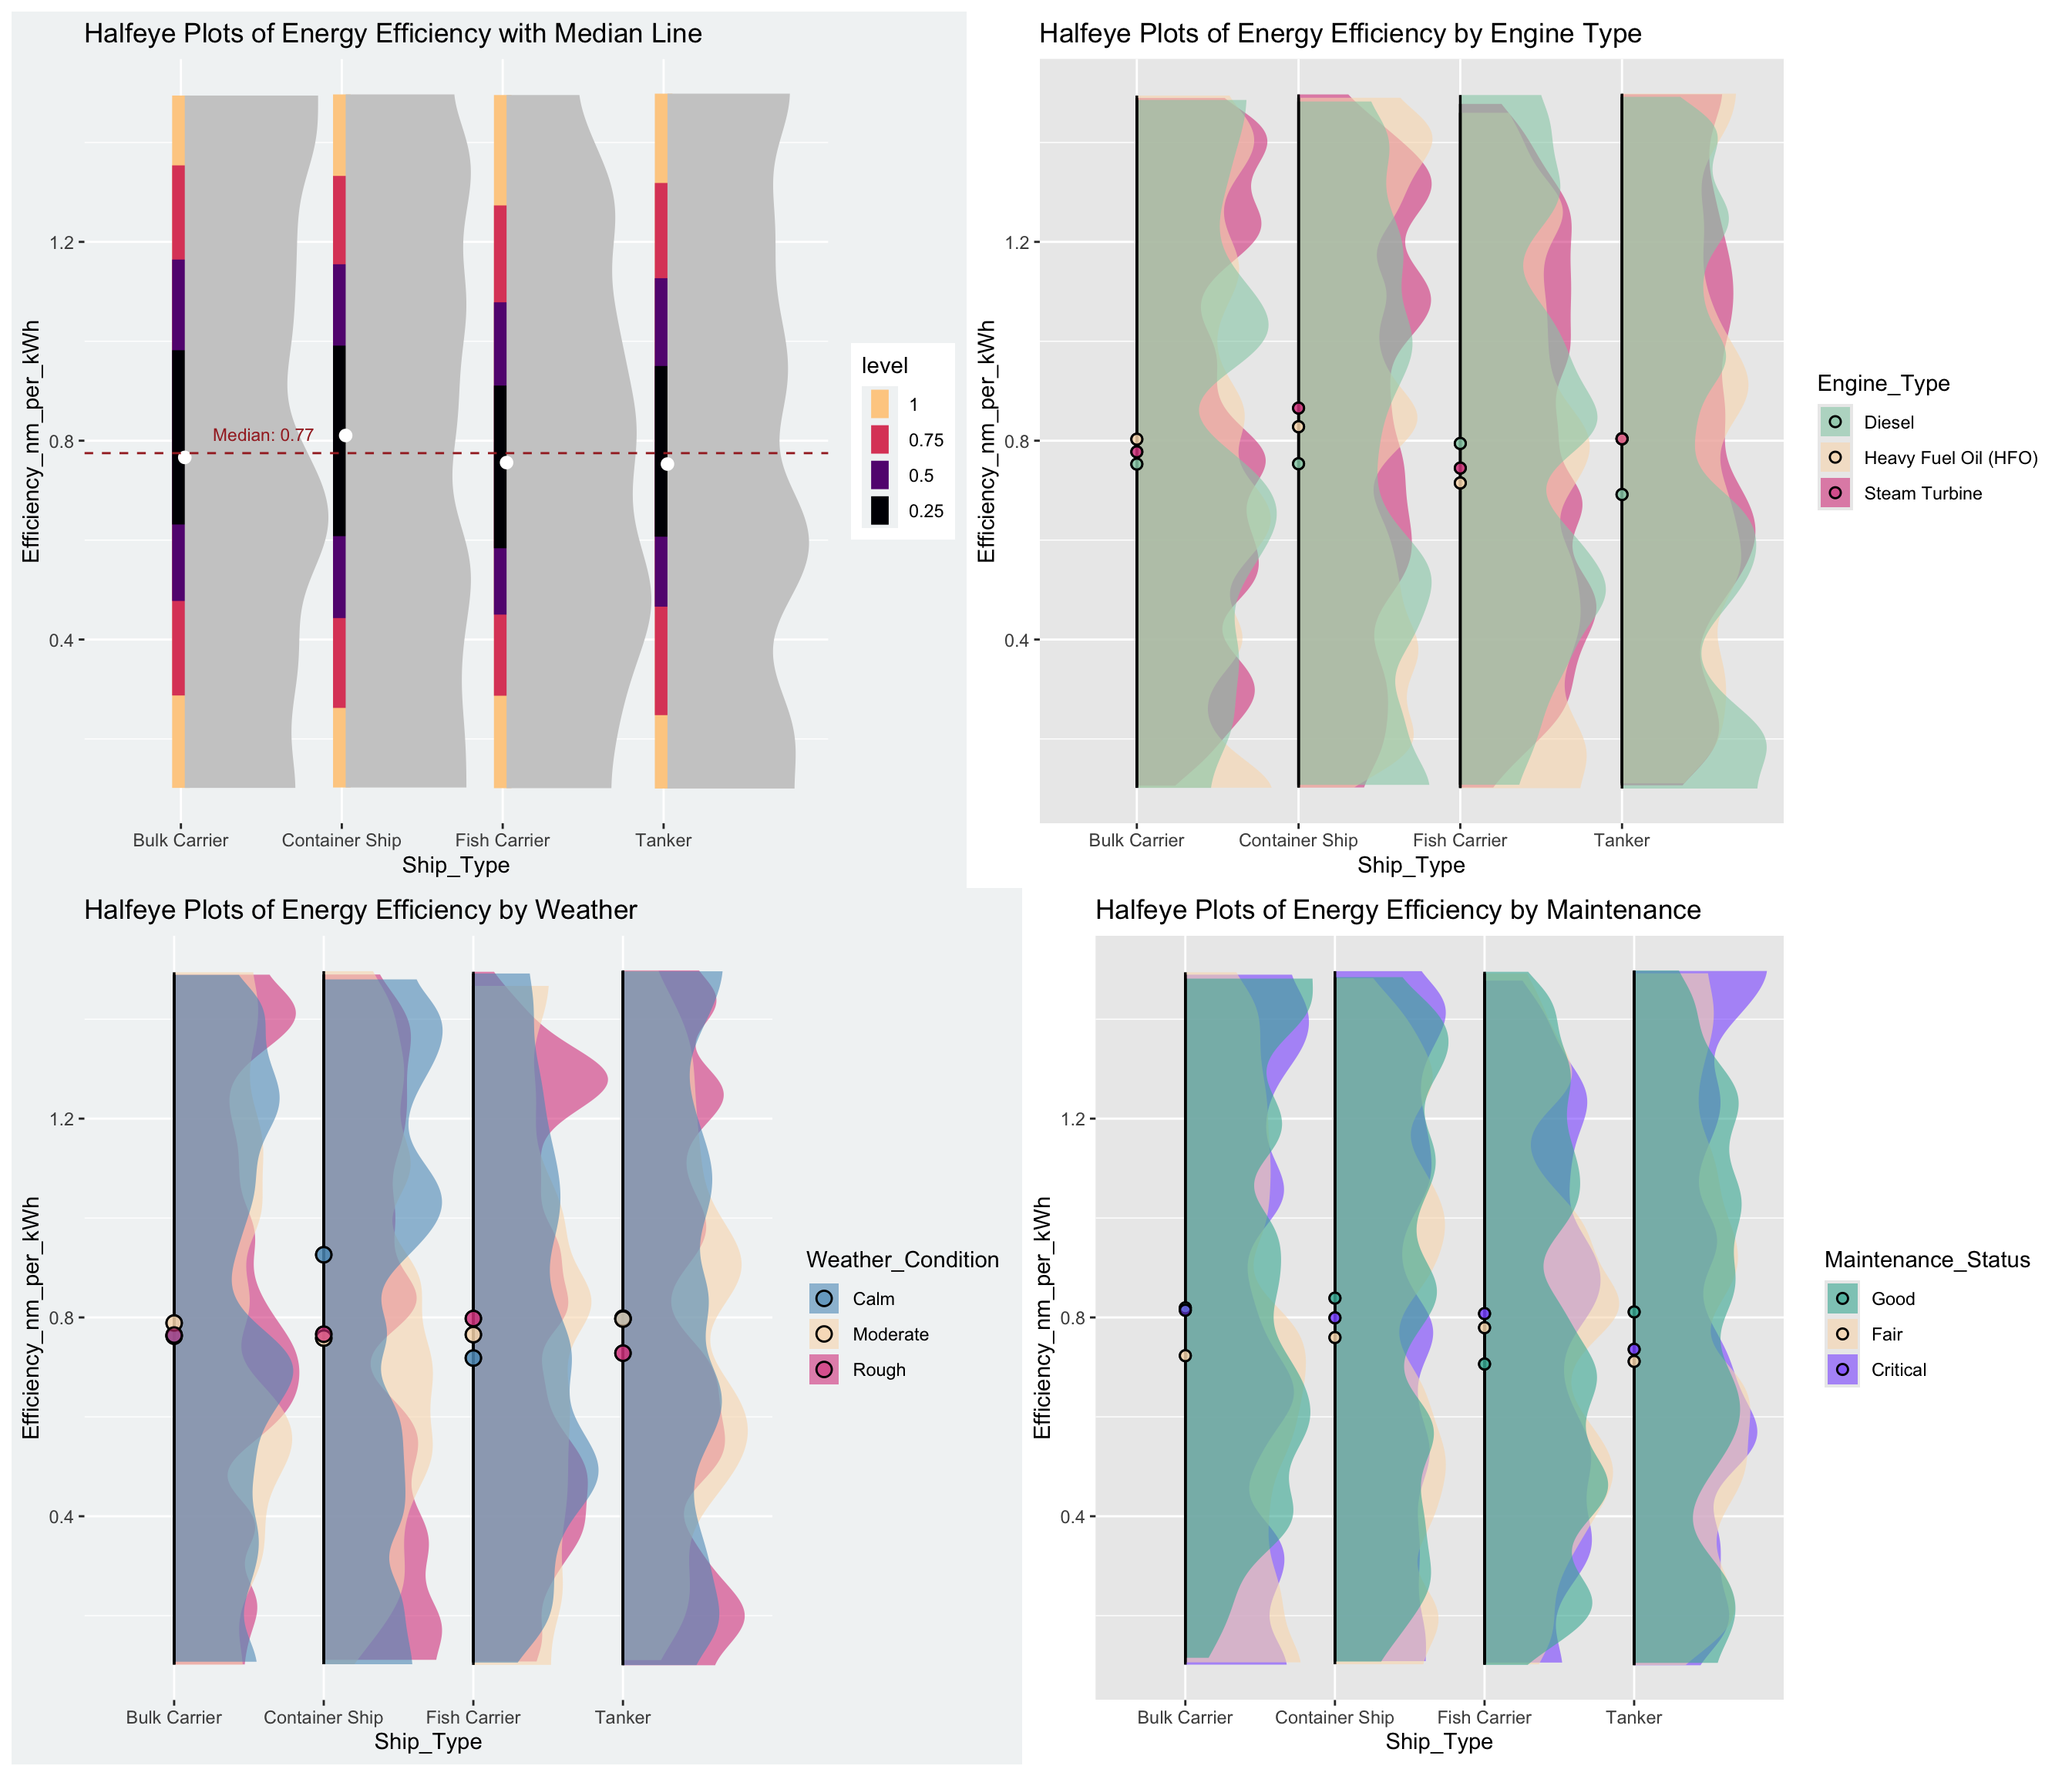 Halfeye Plots of Energy Efficiency with Median Line
Efficiency_nm_per_kWh
1.2
0.8
0.4
Median: 0.77
Bulk Carrier
Container Ship
Fish Carrier
Tanker
Ship_Type
level
1
0.75
0.5
0.25
Halfeye Plots of Energy Efficiency by Engine Type
Efficiency_nm_per_kWh
1.2
0.8
0.4
Bulk Carrier
Container Ship
Fish Carrier
Tanker
Ship_Type
Engine_Type
Diesel
Heavy Fuel Oil (HFO)
Steam Turbine
Halfeye Plots of Energy Efficiency by Weather
Efficiency_nm_per_kWh
1.2
0.8
0.4
Bulk Carrier
Container Ship
Fish Carrier
Tanker
Ship_Type
Weather_Condition
Calm
Moderate
Rough
Halfeye Plots of Energy Efficiency by Maintenance
Efficiency_nm_per_kWh
1.2
0.8
0.4
Bulk Carrier
Container Ship
Fish Carrier
Tanker
Ship_Type
Maintenance_Status
Good
Fair
Critical